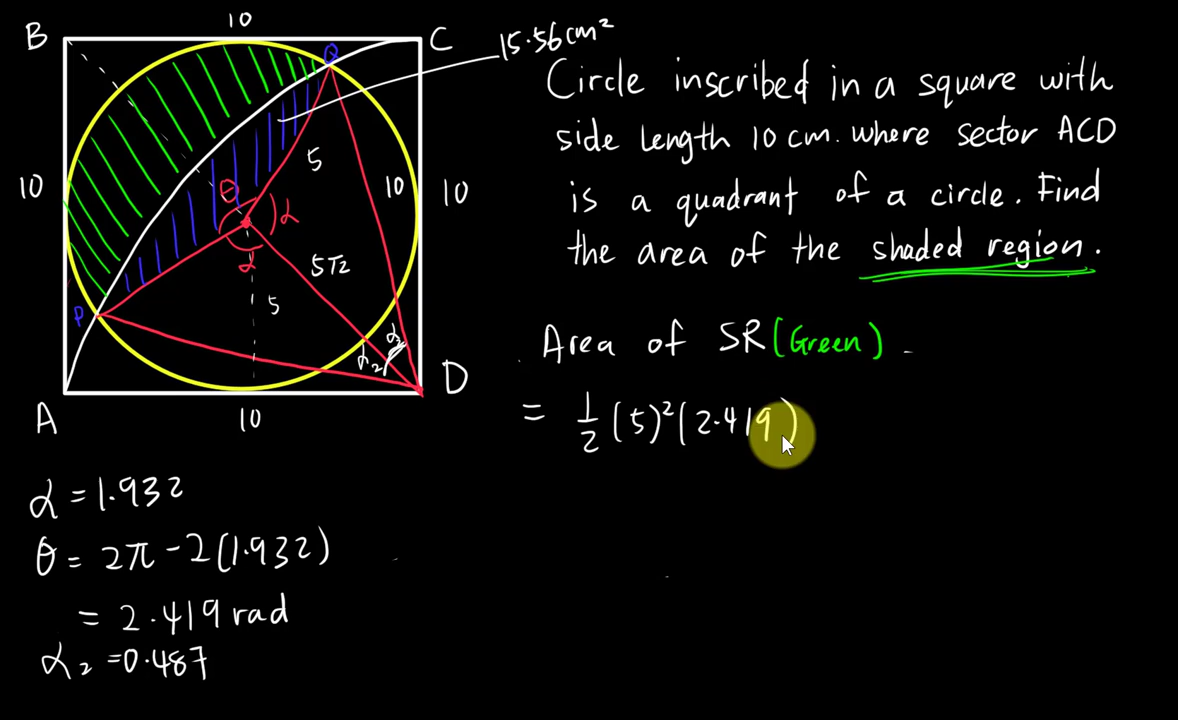 10
B
C
Q
15.56cm²
10
10
10
5
θ
α
α
5√2
5
P
α₂
α₂
A
10
D
Circle inscribed in a square with
side length 10 cm. where sector ACD
is a quadrant of a circle. Find
the area of the shaded region.
Area of SR (Green)
= 1/2 (5)² (2.419)
α = 1.932
θ = 2π - 2(1.932)
= 2.419 rad
α₂ = 0.487